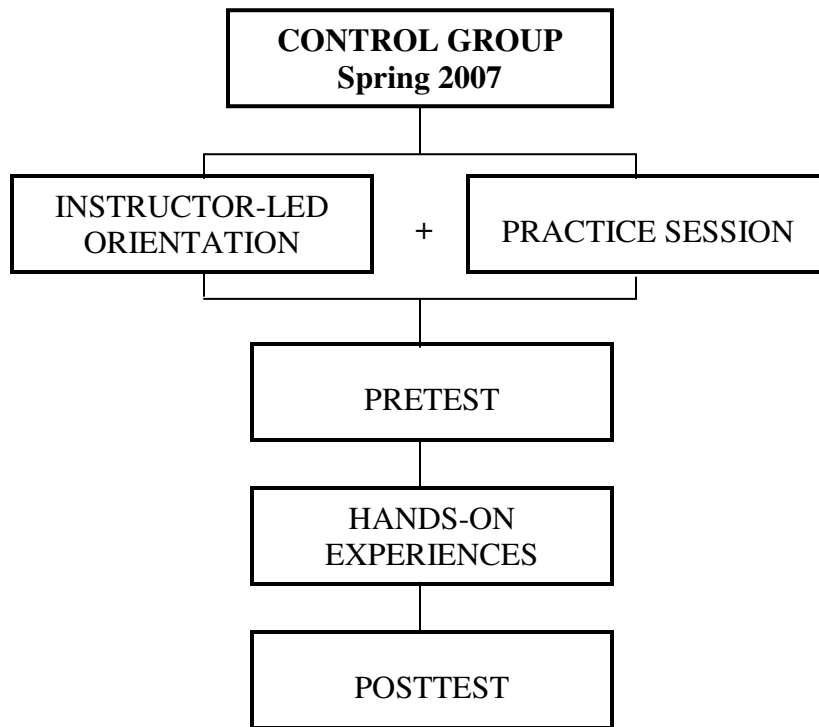 CONTROL GROUP
Spring 2007
INSTRUCTOR-LED
ORIENTATION
+
PRACTICE SESSION
PRETEST
HANDS-ON
EXPERIENCES
POSTTEST